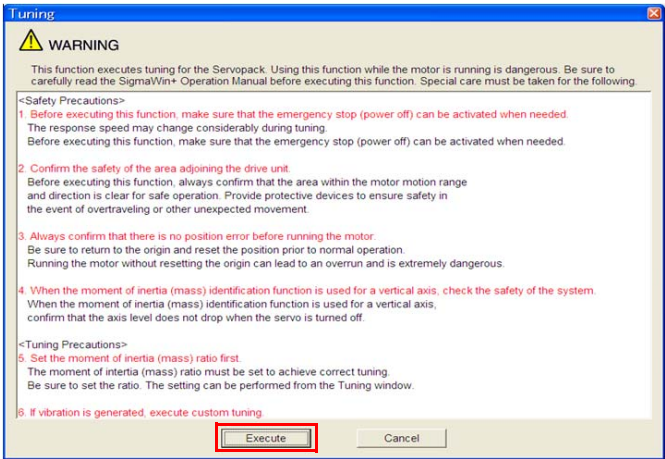 Tuning
WARNING
This function executes tuning for the Servopack. Using this function while the motor is running is dangerous. Be sure to
carefully read the SigmaWin+ Operation Manual before executing this function. Special care must be taken for the following.
<Safety Precautions>
1. Before executing this function, make sure that the emergency stop (power off) can be activated when needed.
The response speed may change considerably during tuning.
Before executing this function, make sure that the emergency stop (power off) can be activated when needed.
2. Confirm the safety of the area adjoining the drive unit.
Before executing this function, always confirm that the area within the motor motion range
and direction is clear for safe operation. Provide protective devices to ensure safety in
the event of overtraveling or other unexpected movement.
3. Always confirm that there is no position error before running the motor.
Be sure to return to the origin and reset the position prior to normal operation.
Running the motor without resetting the origin can lead to an overrun and is extremely dangerous.
4. When the moment of inertia (mass) identification function is used for a vertical axis, check the safety of the system.
When the moment of inertia (mass) identification function is used for a vertical axis,
confirm that the axis level does not drop when the servo is turned off.
<Tuning Precautions>
5. Set the moment of inertia (mass) ratio first.
The moment of intertia (mass) ratio must be set to achieve correct tuning.
Be sure to set the ratio. The setting can be performed from the Tuning window.
6. If vibration is generated, execute custom tuning.
Execute
Cancel